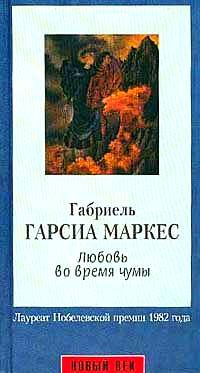 Габриель
ГАРСИА МАРКЕС
Любовь
во время чумы
Лауреат Нобелевской премии 1982 года
НОВЫЙ ВЕК